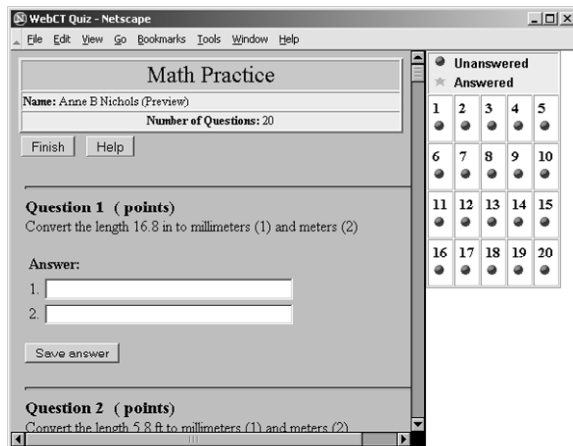 WebCT Quiz - Netscape
File Edit View Go Bookmarks Tools Window Help
Math Practice
Name: Anne B Nichols (Preview)
Number of Questions: 20
Finish Help
Question 1 ( points)
Convert the length 16.8 in to millimeters (1) and meters (2)
Answer:
1.
2.
Save answer
Question 2 ( points)
Convert the length 5.8 ft to millimeters (1) and meters (2)
Unanswered
Answered
1 2 3 4 5
6 7 8 9 10
11 12 13 14 15
16 17 18 19 20